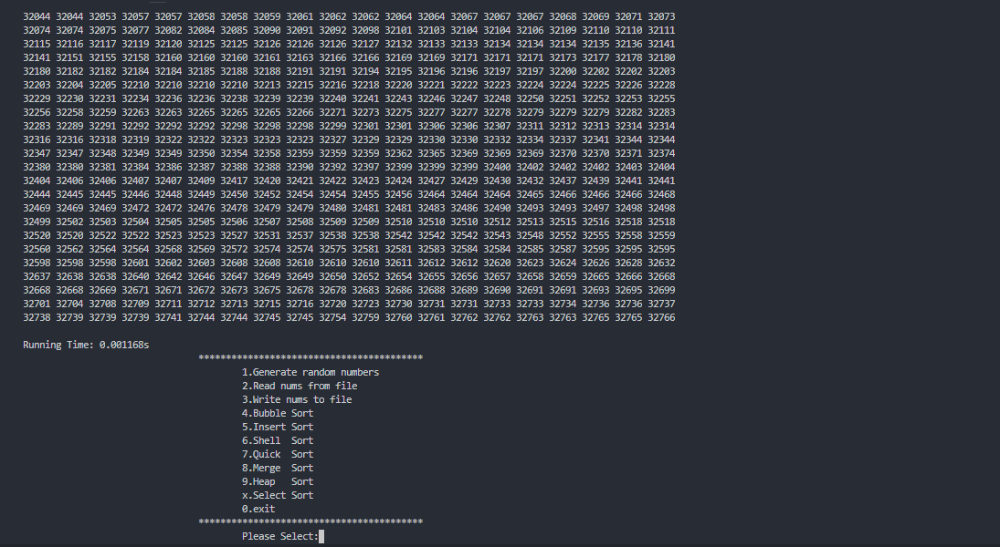 32044 32044 32053 32057 32057 32058 32058 32059 32061 32062 32062 32064 32064 32067 32067 32067 32068 32069 32071 32073
32074 32074 32075 32077 32082 32084 32085 32090 32091 32092 32098 32101 32103 32104 32104 32106 32109 32110 32110 32111
32115 32116 32117 32119 32120 32125 32125 32126 32126 32126 32127 32132 32133 32133 32134 32134 32134 32135 32136 32141
32141 32151 32155 32158 32160 32160 32160 32161 32163 32166 32166 32169 32169 32171 32171 32171 32173 32177 32178 32180
32180 32182 32182 32184 32184 32185 32188 32188 32191 32191 32194 32195 32196 32196 32197 32197 32200 32202 32202 32203
32203 32204 32205 32210 32210 32210 32210 32213 32215 32216 32218 32220 32221 32222 32223 32224 32224 32225 32226 32228
32229 32230 32231 32234 32236 32236 32238 32239 32239 32240 32241 32243 32246 32247 32248 32250 32251 32252 32253 32255
32256 32258 32259 32263 32263 32265 32265 32265 32266 32271 32273 32275 32277 32277 32278 32279 32279 32279 32282 32283
32283 32289 32291 32292 32292 32292 32298 32298 32298 32299 32301 32301 32306 32306 32307 32311 32312 32313 32314 32314
32316 32316 32318 32319 32322 32322 32323 32323 32323 32327 32329 32329 32330 32330 32332 32334 32337 32341 32344 32344
32347 32347 32348 32349 32349 32350 32354 32358 32359 32359 32359 32362 32365 32369 32369 32369 32370 32370 32371 32374
32380 32380 32381 32384 32386 32387 32388 32388 32390 32392 32397 32399 32399 32399 32400 32402 32402 32402 32403 32404
32404 32406 32406 32407 32407 32409 32417 32420 32421 32422 32423 32424 32427 32429 32430 32432 32437 32439 32441 32441
32444 32445 32445 32446 32448 32449 32450 32452 32454 32454 32455 32456 32464 32464 32464 32465 32466 32466 32466 32468
32469 32469 32469 32472 32472 32476 32478 32479 32479 32480 32481 32481 32483 32486 32490 32493 32493 32497 32498 32498
32499 32502 32503 32504 32505 32505 32506 32507 32508 32509 32509 32510 32510 32510 32512 32513 32515 32516 32518 32518
32520 32520 32522 32522 32523 32523 32527 32531 32537 32538 32538 32542 32542 32542 32543 32548 32552 32555 32558 32559
32560 32562 32564 32564 32568 32569 32572 32574 32574 32575 32581 32581 32583 32584 32584 32585 32587 32595 32595 32595
32598 32598 32598 32601 32602 32603 32608 32608 32610 32610 32610 32611 32612 32612 32620 32623 32624 32626 32628 32632
32637 32638 32638 32640 32642 32646 32647 32649 32649 32650 32652 32654 32655 32656 32657 32658 32659 32665 32666 32668
32668 32668 32669 32671 32671 32672 32673 32675 32678 32678 32683 32686 32688 32689 32690 32691 32691 32693 32695 32699
32701 32704 32708 32709 32711 32712 32713 32715 32716 32720 32723 32730 32731 32731 32733 32733 32734 32736 32736 32737
32738 32739 32739 32739 32741 32744 32744 32745 32745 32754 32759 32760 32761 32762 32762 32763 32763 32765 32765 32766
Running Time: 0.001168s
*****************************************
1.Generate random numbers
2.Read nums from file
3.Write nums to file
4.Bubble Sort
5.Insert Sort
6.Shell  Sort
7.Quick  Sort
8.Merge  Sort
9.Heap   Sort
x.Select Sort
0.exit
*****************************************
Please Select: